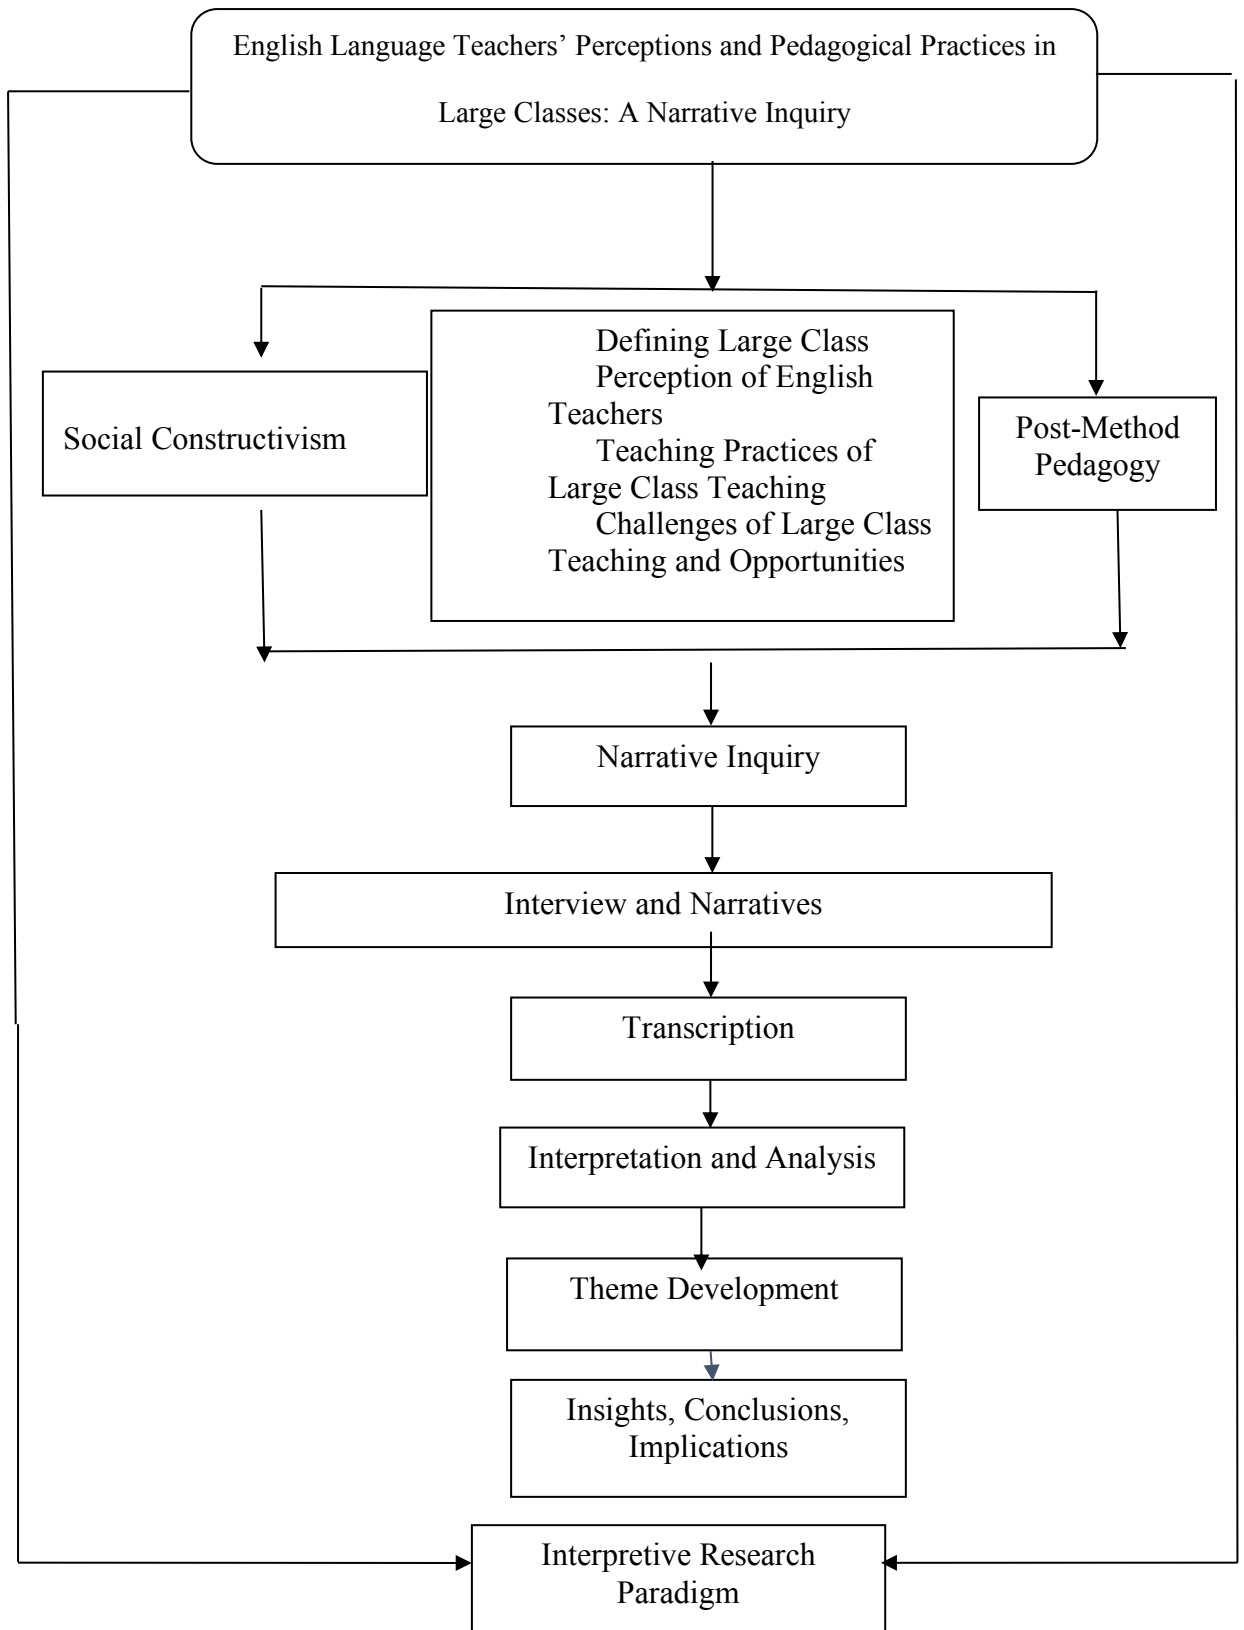 English Language Teachers’ Perceptions and Pedagogical Practices in
Large Classes: A Narrative Inquiry
Social Constructivism
Defining Large Class
Perception of English
Teachers
Teaching Practices of
Large Class Teaching
Challenges of Large Class
Teaching and Opportunities
Post-Method
Pedagogy
Narrative Inquiry
Interview and Narratives
Transcription
Interpretation and Analysis
Theme Development
Insights, Conclusions,
Implications
Interpretive Research
Paradigm